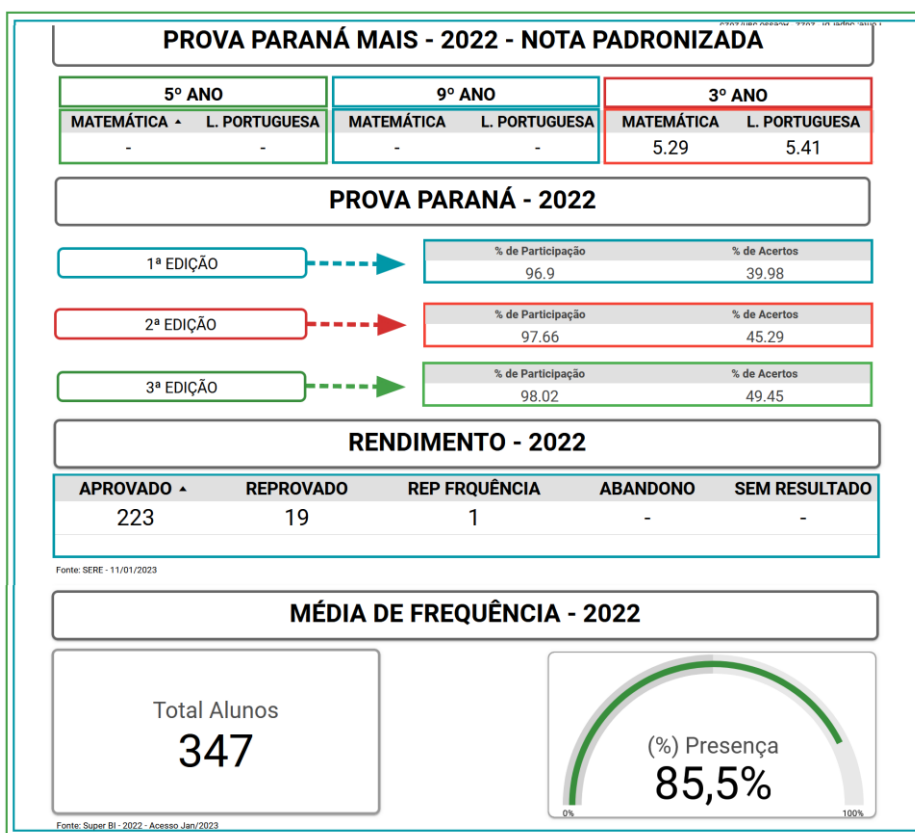 PROVA PARANÁ MAIS - 2022 - NOTA PADRONIZADA
5º ANO 9º ANO 3º ANO
MATEMÁTICA L. PORTUGUESA MATEMÁTICA L. PORTUGUESA MATEMÁTICA L. PORTUGUESA
- - - - 5.29 5.41
PROVA PARANÁ - 2022
1ª EDIÇÃO
% de Participação % de Acertos
96.9 39.98
2ª EDIÇÃO
% de Participação % de Acertos
97.66 45.29
3ª EDIÇÃO
% de Participação % de Acertos
98.02 49.45
RENDIMENTO - 2022
APROVADO REPROVADO REP FRQUÊNCIA ABANDONO SEM RESULTADO
223 19 1 - -
Fonte: SERE - 11/01/2023
MÉDIA DE FREQUÊNCIA - 2022
Total Alunos
347
(%) Presença
85,5%
0% 100%
Fonte: Super BI - 2022 - Acesso Jan/2023